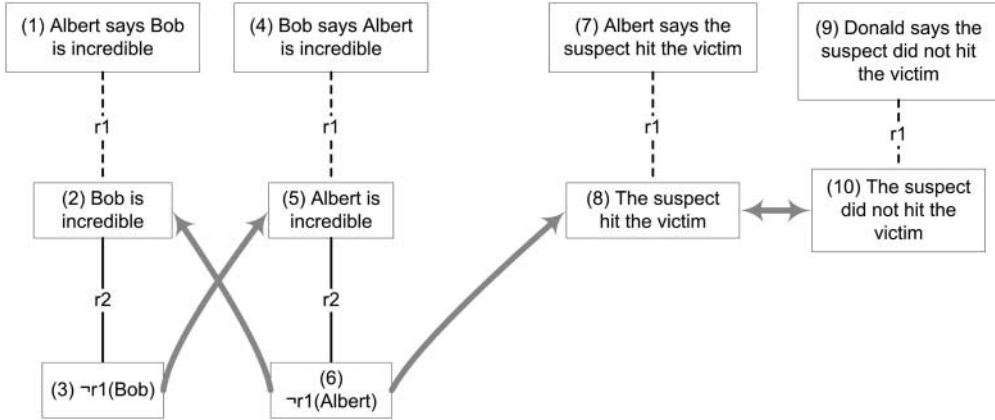 (1) Albert says Bob
is incredible
(4) Bob says Albert
is incredible
(7) Albert says the
suspect hit the victim
(9) Donald says the
suspect did not hit
the victim
r1
r1
r1
r1
(2) Bob is
incredible
(5) Albert is
incredible
(8) The suspect
hit the victim
(10) The suspect
did not hit the
victim
r2
r2
(3) ¬r1(Bob)
(6)
¬r1(Albert)